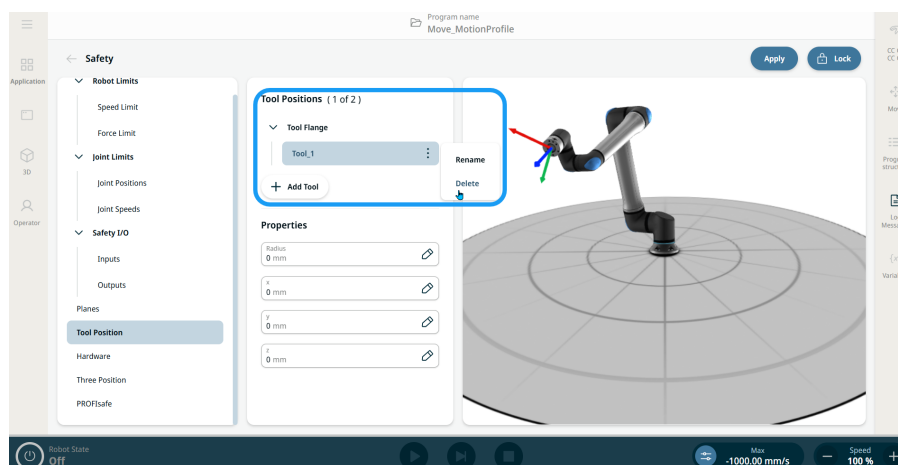 Program name
Move_MotionProfile
Application
3D
Operator
Safety
Apply
Lock
Robot Limits
Speed Limit
Force Limit
Joint Limits
Joint Positions
Joint Speeds
Safety I/O
Inputs
Outputs
Planes
Tool Position
Hardware
Three Position
PROFIsafe
Tool Positions (1 of 2)
Tool Flange
Tool_1
Add Tool
Rename
Delete
Properties
Radius
0 mm
x
0 mm
y
0 mm
z
0 mm
Robot State
Off
Max
-1000.00 mm/s
Speed
100 %